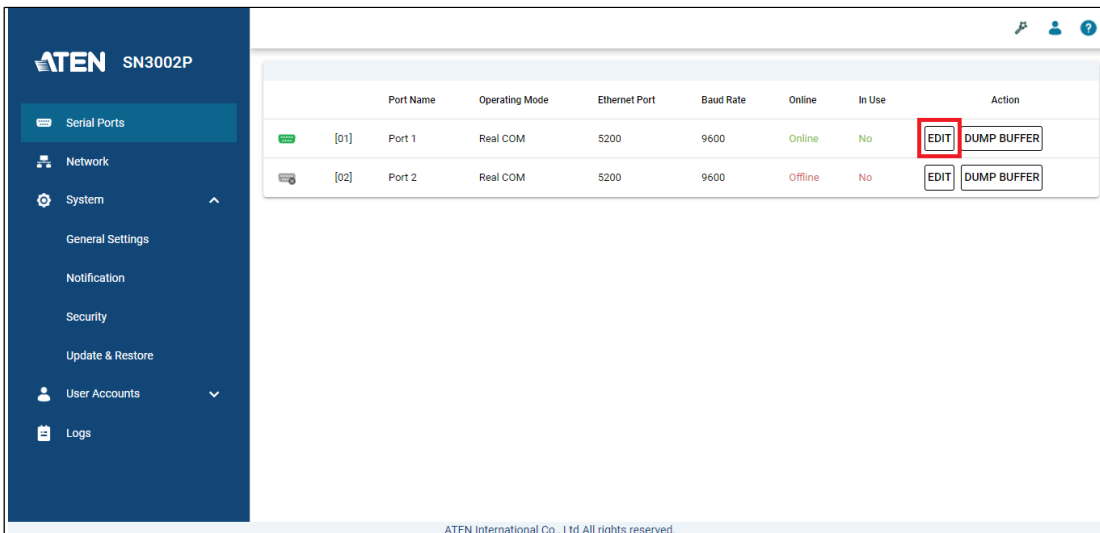 ATEN SN3002P
Serial Ports
Network
System
General Settings
Notification
Security
Update & Restore
User Accounts
Logs
Port Name Operating Mode Ethernet Port Baud Rate Online In Use Action
[01] Port 1 Real COM 5200 9600 Online No EDIT DUMP BUFFER
[02] Port 2 Real COM 5200 9600 Offline No EDIT DUMP BUFFER
ATEN International Co., Ltd All rights reserved.